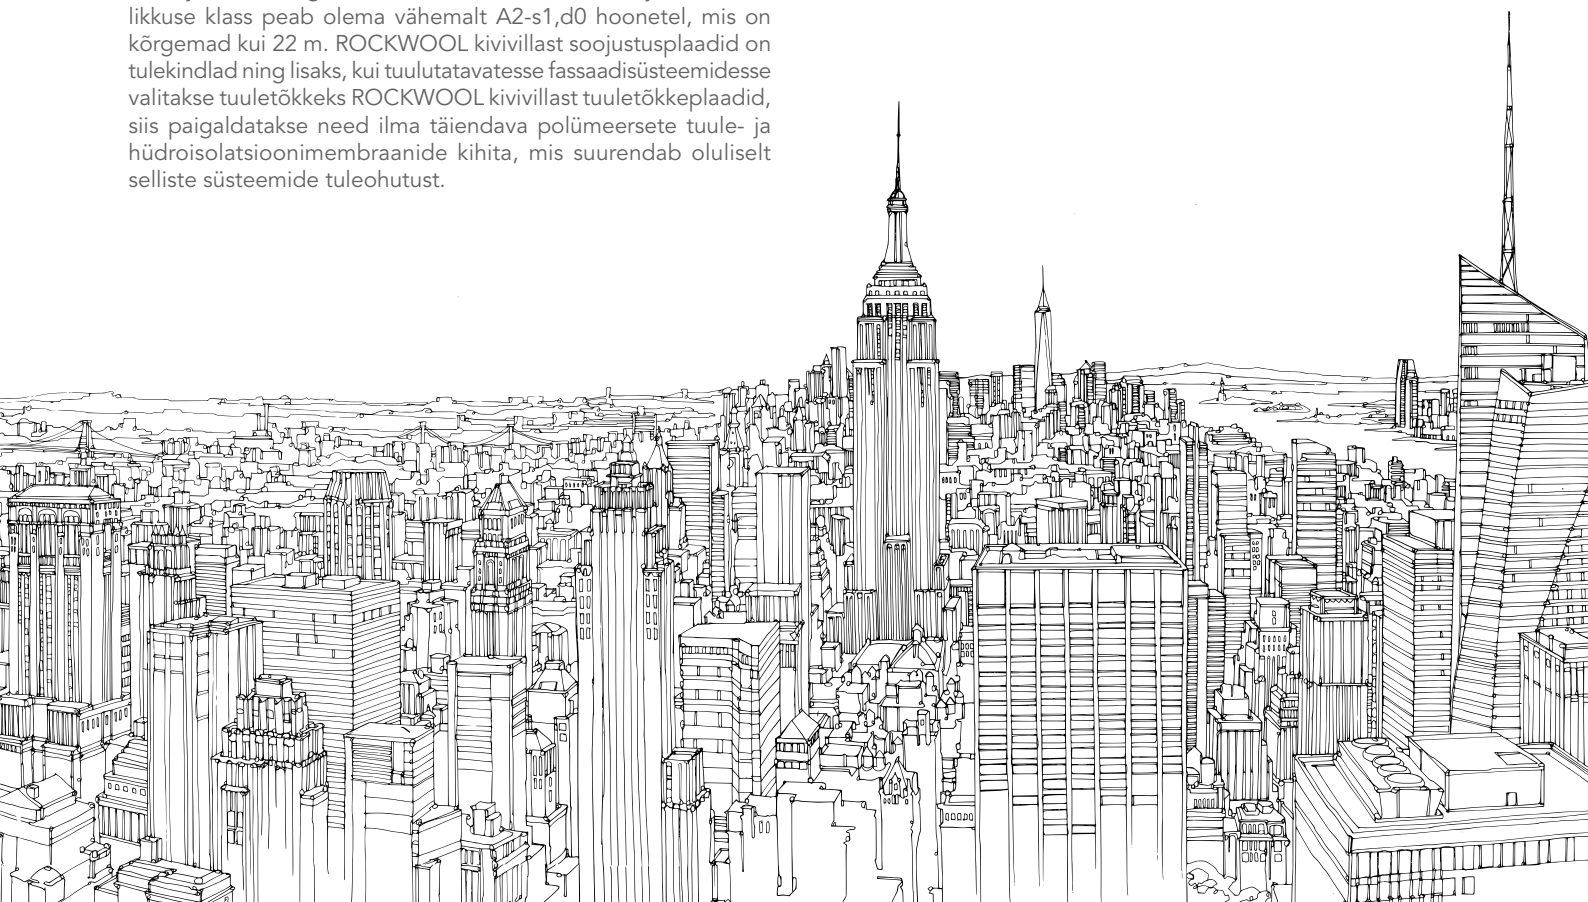 likkuse klass peab olema vähemalt A2-s1,d0 hoonetel, mis on
kõrgemad kui 22 m. ROCKWOOL kivivillast soojustusplaadid on
tulekindlad ning lisaks, kui tuulutatavatesse fassaadisüsteemidesse
valitakse tuuletõkkeks ROCKWOOL kivivillast tuuletõkkeplaadid,
siis paigaldatakse need ilma täiendava polümeersete tuule- ja
hüdroisolatsioonimembraanide kihita, mis suurendab oluliselt
selliste süsteemide tuleohutust.